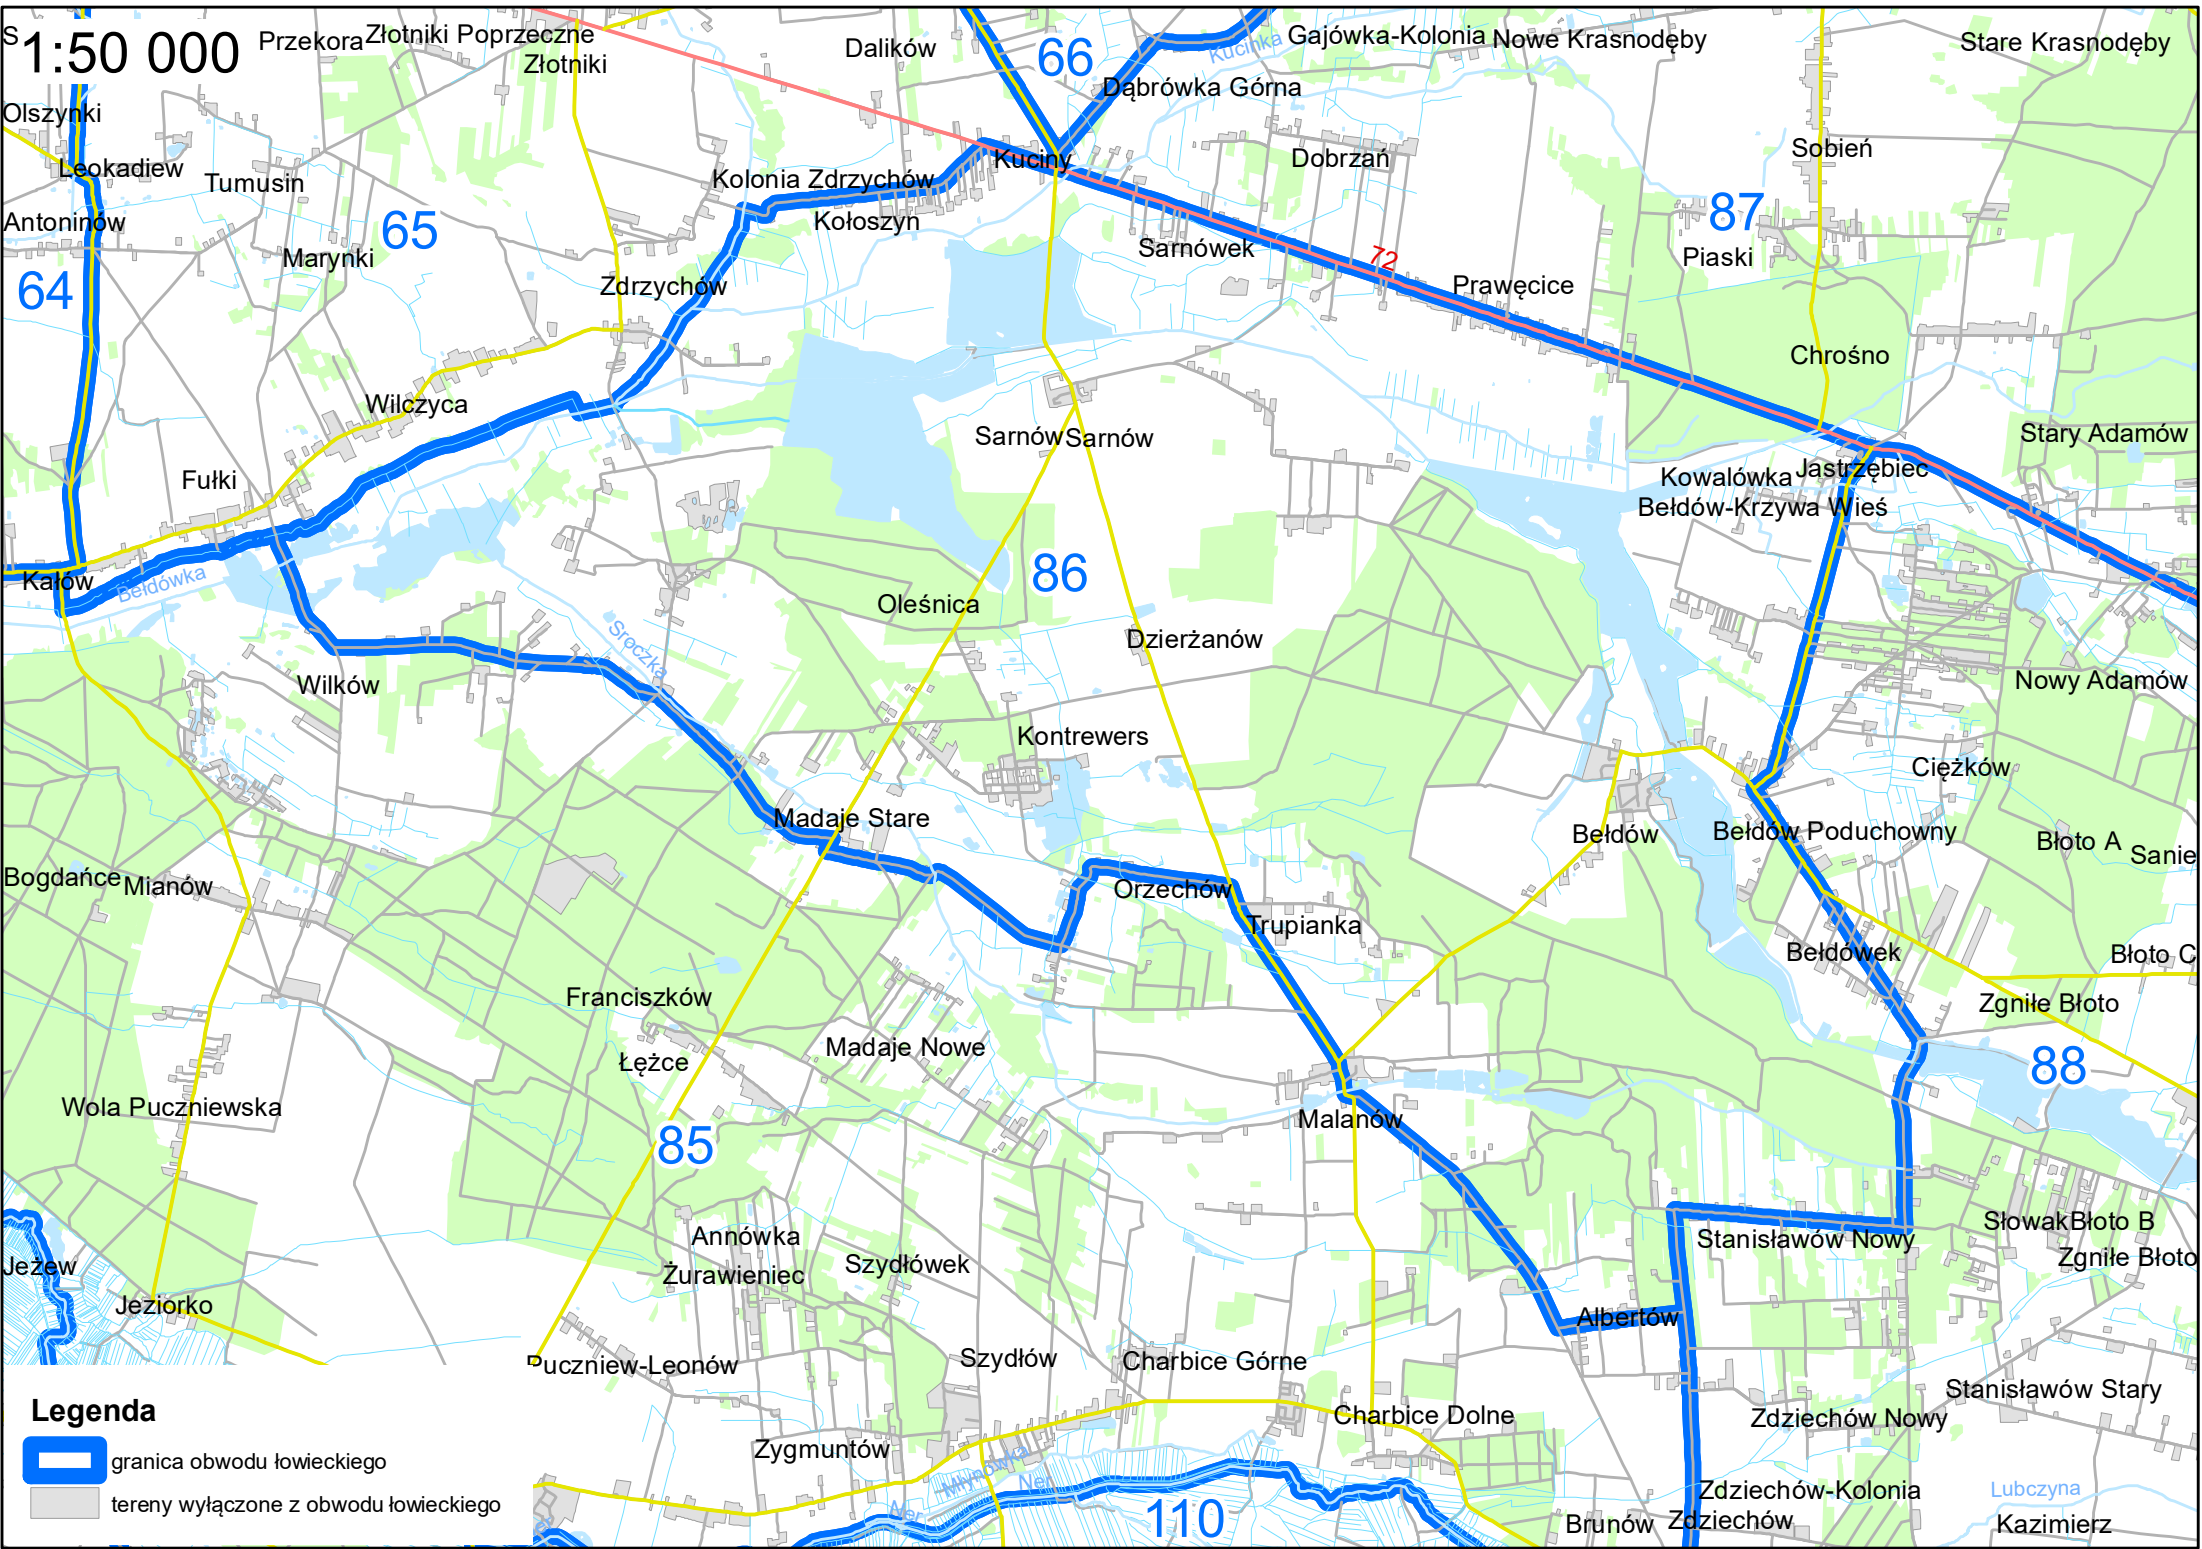 S
1:50 000
Przekora
Złotniki Poprzeczne
Złotniki
Dalików
66
Kucinka
Gajówka-Kolonia
Nowe Krasnodęby
Stare Krasnodęby
Dąbrówka Górna
Olszynki
Leokadiew
Tumusin
Kolonia Zdrzychów
Kuciny
Dobrzań
Sobień
Antoninów
65
Kołoszyn
87
Marynki
Sarnówek
72
Piaski
64
Zdrzychów
Prawęcice
Chrośno
Wilczyca
Sarnów
Sarnów
Stary Adamów
Fułki
Kowalówka
Jastrzębiec
Bełdów-Krzywa Wieś
Kałów
Bełdówka
86
Oleśnica
Sroczka
Dzierżanów
Wilków
Nowy Adamów
Kontrewers
Ciężków
Madaje Stare
Bełdów
Bełdów Poduchowny
Błoto A
Sanie
Bogdańce
Mianów
Orzechów
Trupianka
Bełdówek
Błoto C
Franciszków
Zgniłe Błoto
Madaje Nowe
Łężce
88
Wola Puczniewska
Malanów
85
Annówka
Stanisławów Nowy
Słowak
Błoto B
Jeżew
Żurawieniec
Szydłówek
Zgniłe Błoto
Jeziorko
Albertów
Puczniew-Leonów
Szydłów
Charbice Górne
Stanisławów Stary
Legenda
Charbice Dolne
Zdziechów Nowy
granica obwodu łowieckiego
Zygmuntów
Młynówka
Ner
Zdziechów-Kolonia
Lubczyna
tereny wyłączone z obwodu łowieckiego
Ner
110
Brunów
Zdziechów
Kazimierz